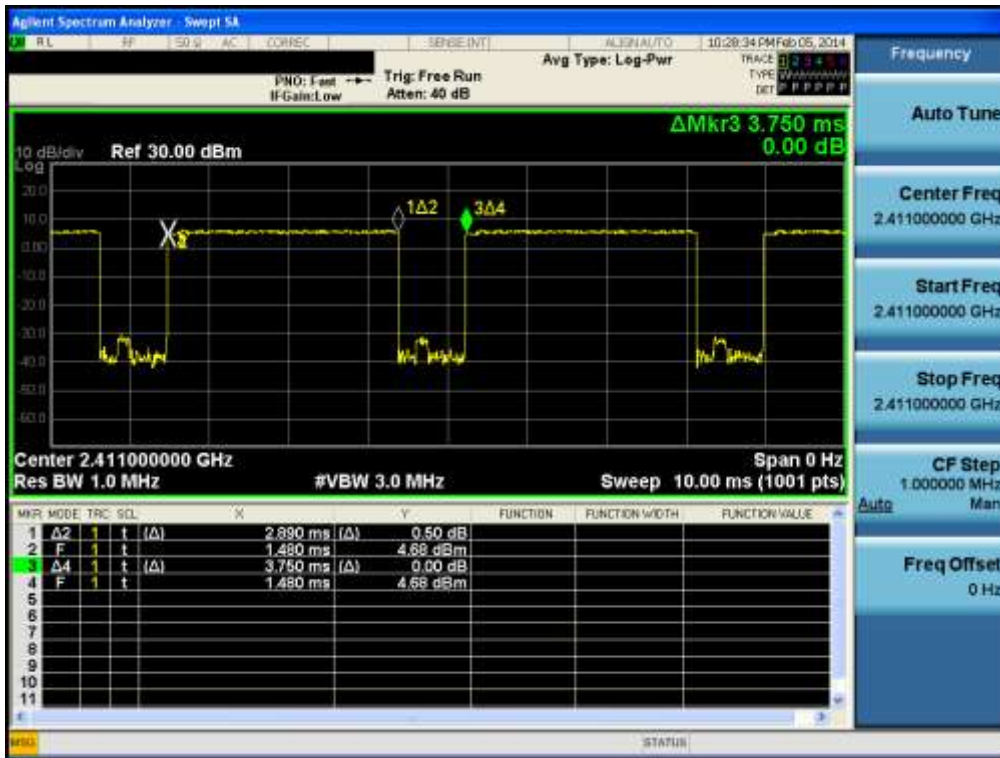 Agilent Spectrum Analyzer - Swept SA
RL RF 50 Ω AC CORREC SENSE:INT ALIGN AUTO 10:28:34 PM Feb 05, 2014
Avg Type: Log-Pwr TRACE 1 2 3 4 5 6
PNO: Fast Trig: Free Run TYPE
IFGain:Low Atten: 40 dB DET P P P P P P
ΔMkr3 3.750 ms
0.00 dB
10 dB/div Ref 30.00 dBm
Log
20.0
10.0
0.00
-10.0
-20.0
-30.0
-40.0
-50.0
-60.0
1Δ2 3Δ4
Center 2.411000000 GHz Span 0 Hz
Res BW 1.0 MHz #VBW 3.0 MHz Sweep 10.00 ms (1001 pts)
MKR MODE TRC SCL X Y FUNCTION FUNCTION WIDTH FUNCTION VALUE
1 Δ2 1 t (Δ) 2.890 ms (Δ) 0.50 dB
2 F 1 t 1.480 ms 4.68 dBm
3 Δ4 1 t (Δ) 3.750 ms (Δ) 0.00 dB
4 F 1 t 1.480 ms 4.68 dBm
5
6
7
8
9
10
11
MSG STATUS
Frequency
Auto Tune
Center Freq
2.411000000 GHz
Start Freq
2.411000000 GHz
Stop Freq
2.411000000 GHz
CF Step
1.000000 MHz
Auto Man
Freq Offset
0 Hz